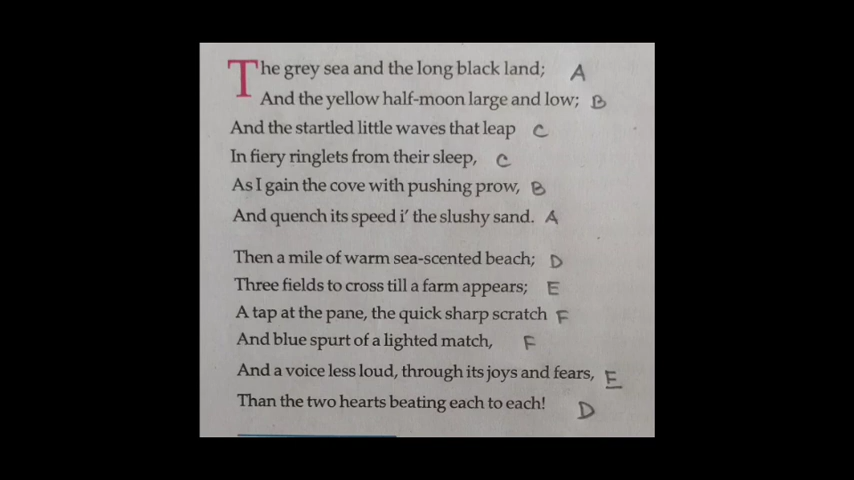 The grey sea and the long black land; A
And the yellow half-moon large and low; B
And the startled little waves that leap C
In fiery ringlets from their sleep, C
As I gain the cove with pushing prow, B
And quench its speed i' the slushy sand. A
Then a mile of warm sea-scented beach; D
Three fields to cross till a farm appears; E
A tap at the pane, the quick sharp scratch F
And blue spurt of a lighted match, F
And a voice less loud, through its joys and fears, E
Than the two hearts beating each to each! D